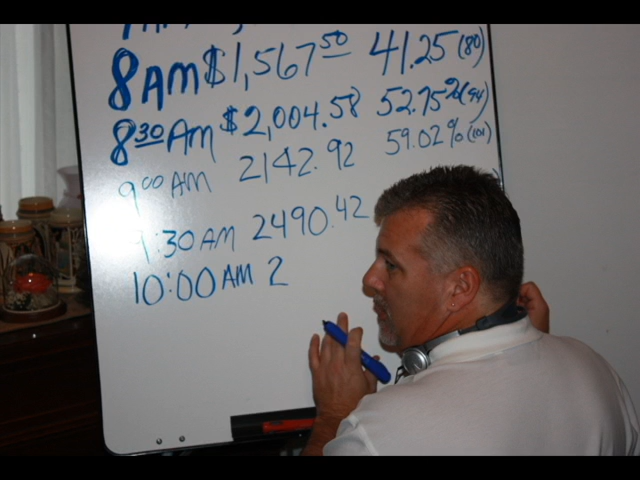 8AM $1,567.50 41.25 (80)
8:30 AM $2,004.58 52.75% (94)
9:00 AM 2142.92 59.02% (101)
9:30 AM 2490.42
10:00 AM 2